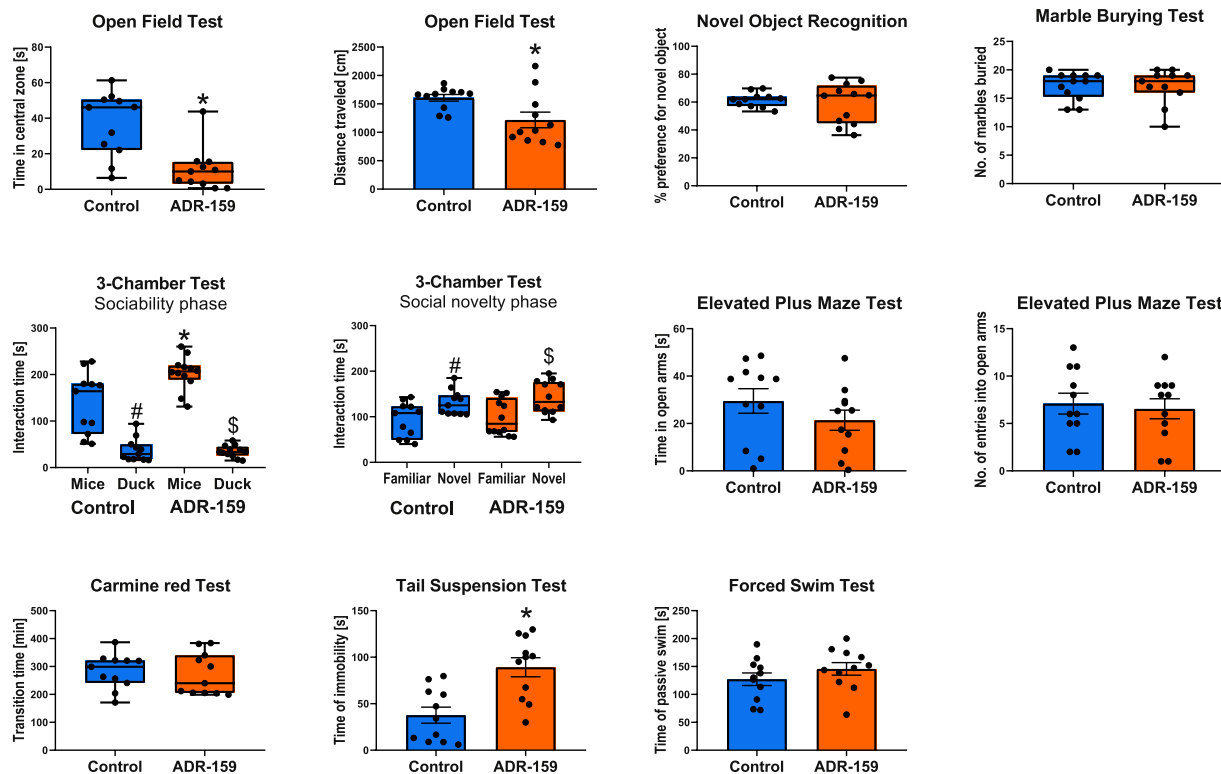 Open Field Test
Time in central zone [s]
80
60
40
20
0
*
Control
ADR-159
Open Field Test
Distance traveled [cm]
2500
2000
1500
1000
500
0
*
Control
ADR-159
Novel Object Recognition
% preference for novel object
100
80
60
40
20
0
Control
ADR-159
Marble Burying Test
No. of marbles buried
25
20
15
10
5
0
Control
ADR-159
3-Chamber Test
Sociability phase
Interaction time [s]
300
200
100
0
#
*
$
Mice Duck Mice Duck
Control ADR-159
3-Chamber Test
Social novelty phase
Interaction time [s]
300
200
100
0
#
$
Familiar Novel Familiar Novel
Control ADR-159
Elevated Plus Maze Test
Time in open arms [s]
60
40
20
0
Control
ADR-159
Elevated Plus Maze Test
No. of entries into open arms
15
10
5
0
Control
ADR-159
Carmine red Test
Transition time [min]
500
400
300
200
100
0
Control
ADR-159
Tail Suspension Test
Time of immobility [s]
150
100
50
0
*
Control
ADR-159
Forced Swim Test
Time of passive swim [s]
250
200
150
100
50
0
Control
ADR-159